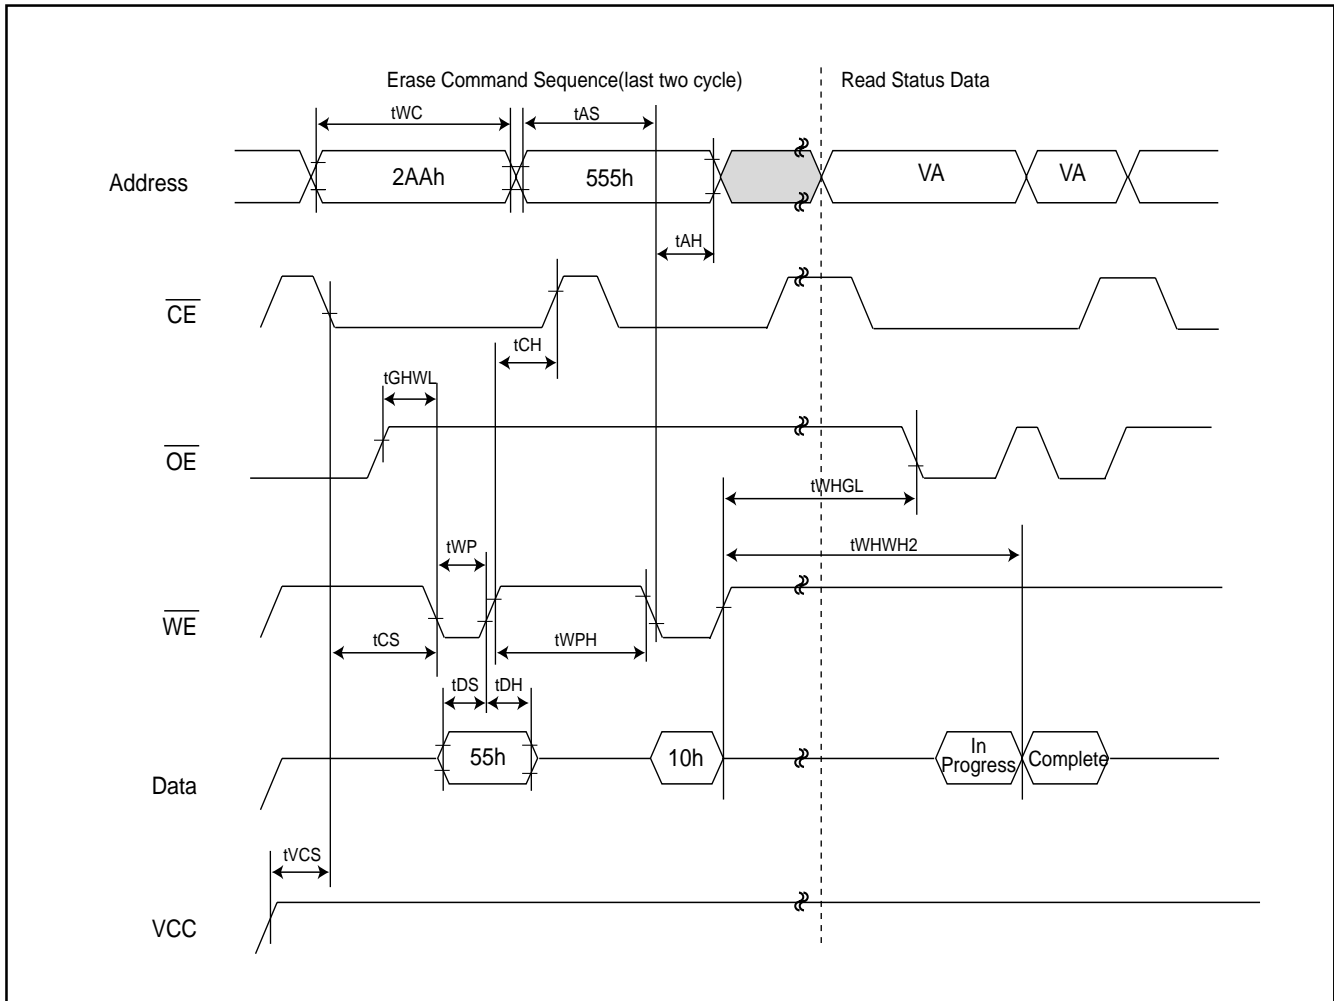 Erase Command Sequence(last two cycle)
Read Status Data
tWC
tAS
Address
2AAh
555h
VA
VA
tAH
CE
tCH
tGHWL
OE
tWHGL
tWP
tWHWH2
WE
tCS
tWPH
tDS
tDH
Data
55h
10h
In
Progress
Complete
tVCS
VCC